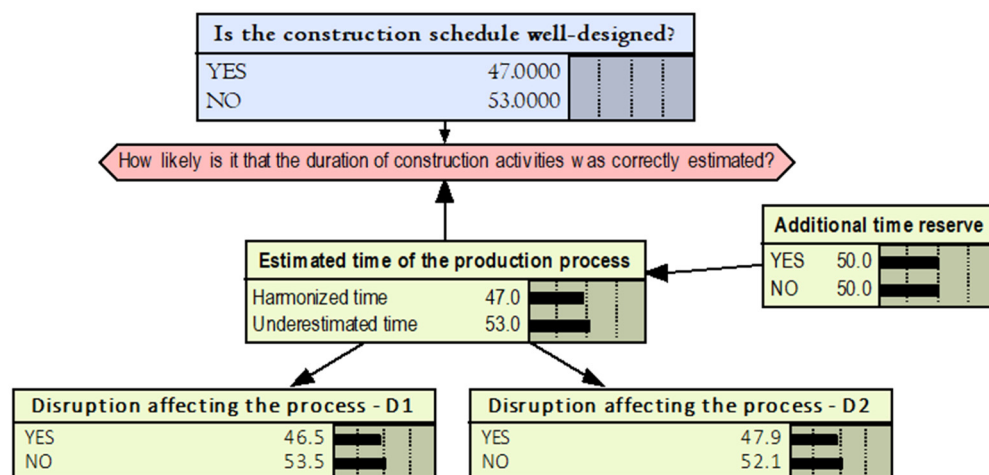 Is the construction schedule well-designed?
YES 47.0000
NO 53.0000
How likely is it that the duration of construction activities was correctly estimated?
Additional time reserve
YES 50.0
NO 50.0
Estimated time of the production process
Harmonized time 47.0
Underestimated time 53.0
Disruption affecting the process - D1
YES 46.5
NO 53.5
Disruption affecting the process - D2
YES 47.9
NO 52.1